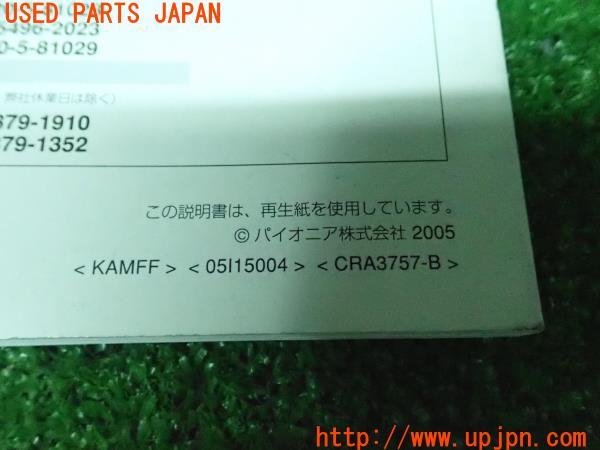 USED PARTS JAPAN
5496-2023
0-5-81029
弊社休業日は除く）
879-1910
379-1352
この説明書は、再生紙を使用しています。
© パイオニア株式会社 2005
< KAMFF > < 05I15004 > < CRA3757-B >
http://www.upjpn.com/